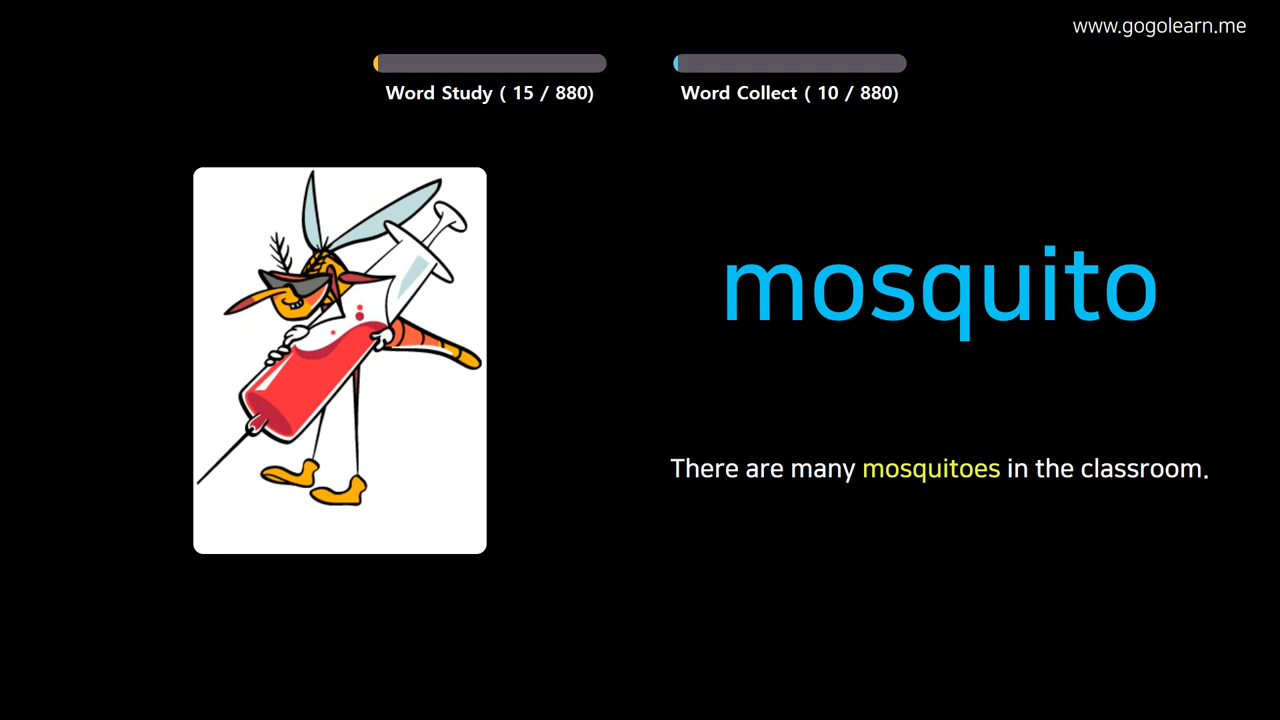 www.gogolearn.me
Word Study ( 15 / 880)
Word Collect ( 10 / 880)
mosquito
There are many mosquitoes in the classroom.